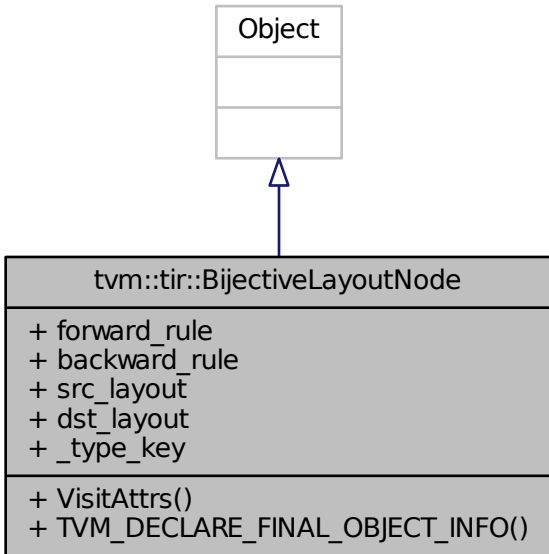 Object
tvm::tir::BijectiveLayoutNode
+ forward_rule
+ backward_rule
+ src_layout
+ dst_layout
+ _type_key
+ VisitAttrs()
+ TVM_DECLARE_FINAL_OBJECT_INFO()